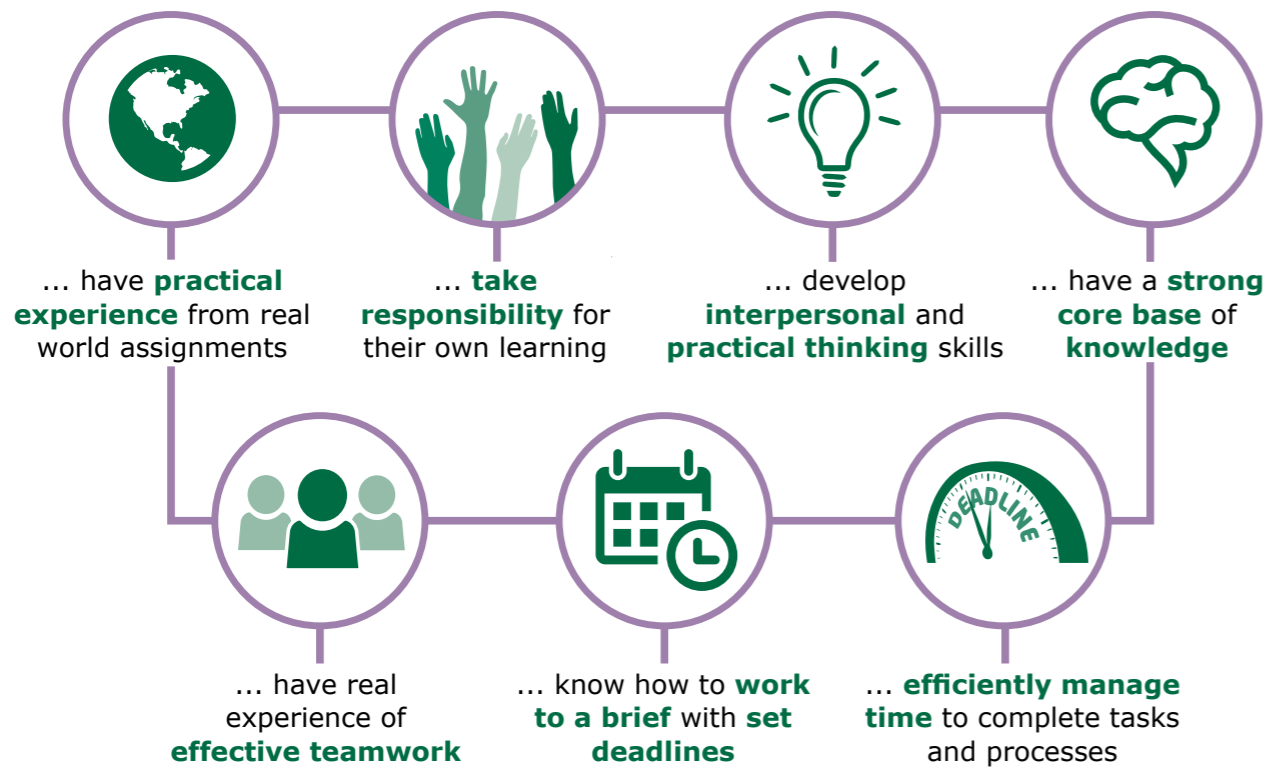 ... have practical
experience from real
world assignments
... take
responsibility for
their own learning
... develop
interpersonal and
practical thinking skills
... have a strong
core base of
knowledge
... have real
experience of
effective teamwork
... know how to work
to a brief with set
deadlines
DEADLINE
... efficiently manage
time to complete tasks
and processes